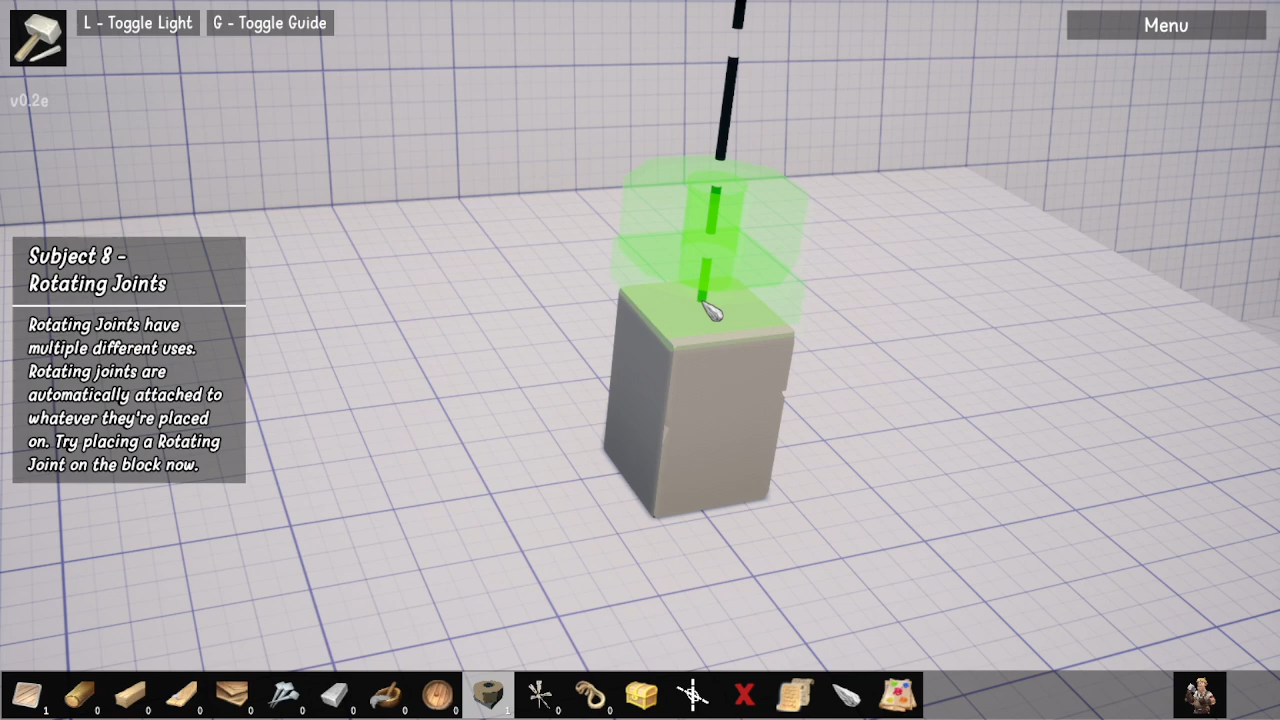 L - Toggle Light
G - Toggle Guide
Menu
v0.2e
Subject 8 -
Rotating Joints
Rotating Joints have
multiple different uses.
Rotating joints are
automatically attached to
whatever they're placed
on. Try placing a Rotating
Joint on the block now.
1 0 0 0 0 0 0 0 0 1 0 0